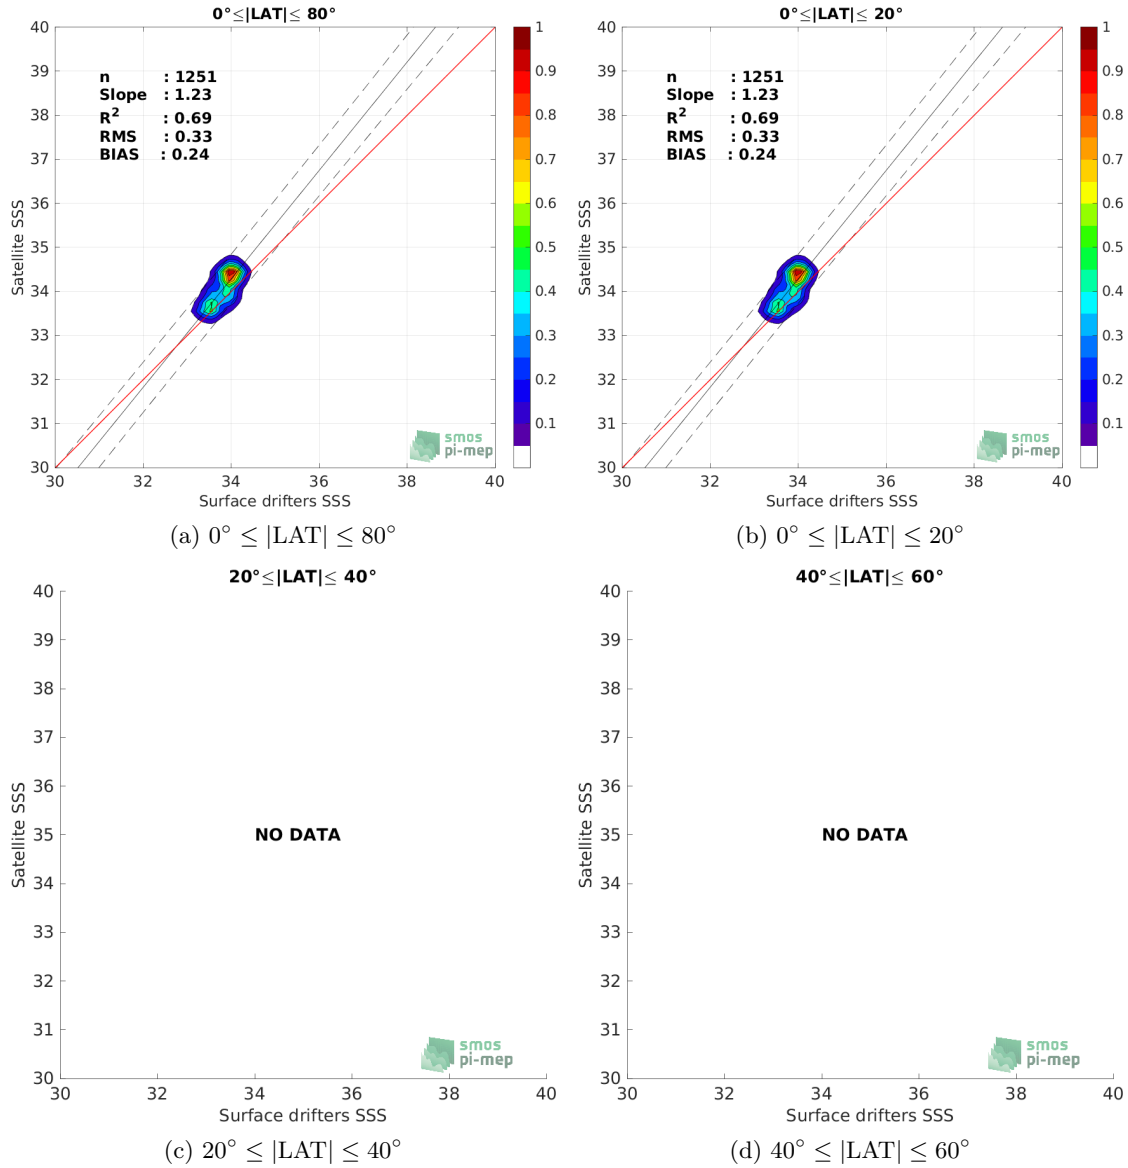 0°≤|LAT|≤ 80°
40
39
38
37
36
35
34
33
32
31
30
Satellite SSS
n : 1251
Slope : 1.23
R² : 0.69
RMS : 0.33
BIAS : 0.24
smos
pi-mep
30 32 34 36 38 40
Surface drifters SSS
1
0.9
0.8
0.7
0.6
0.5
0.4
0.3
0.2
0.1
(a) 0° ≤ |LAT| ≤ 80°
0°≤|LAT|≤ 20°
40
39
38
37
36
35
34
33
32
31
30
Satellite SSS
n : 1251
Slope : 1.23
R² : 0.69
RMS : 0.33
BIAS : 0.24
smos
pi-mep
30 32 34 36 38 40
Surface drifters SSS
1
0.9
0.8
0.7
0.6
0.5
0.4
0.3
0.2
0.1
(b) 0° ≤ |LAT| ≤ 20°
20°≤|LAT|≤ 40°
40
39
38
37
36
35
34
33
32
31
30
Satellite SSS
NO DATA
smos
pi-mep
30 32 34 36 38 40
Surface drifters SSS
(c) 20° ≤ |LAT| ≤ 40°
40°≤|LAT|≤ 60°
40
39
38
37
36
35
34
33
32
31
30
Satellite SSS
NO DATA
smos
pi-mep
30 32 34 36 38 40
Surface drifters SSS
(d) 40° ≤ |LAT| ≤ 60°